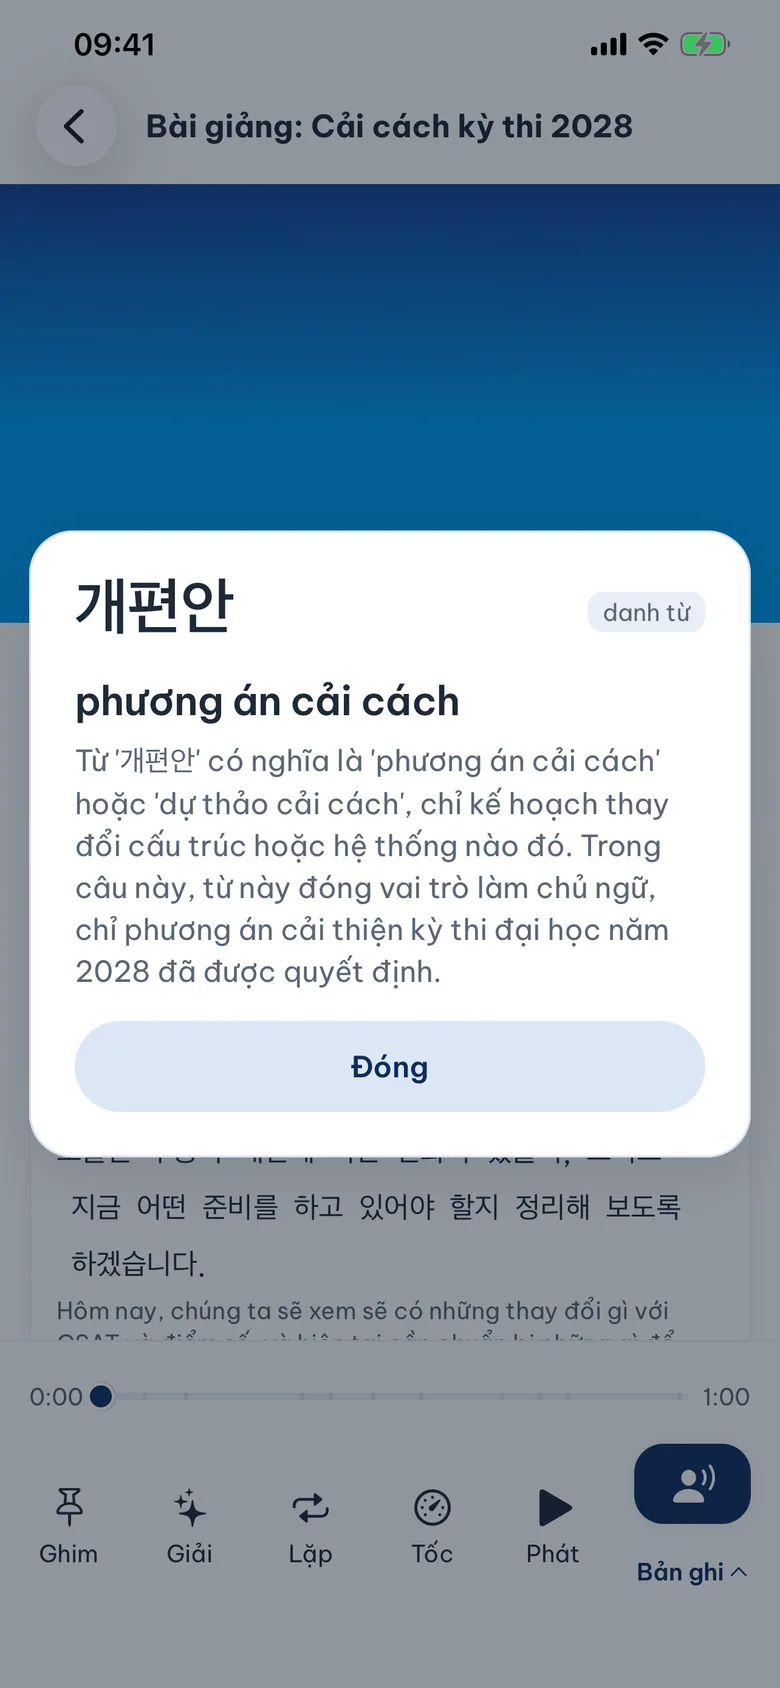 09:41
Bài giảng: Cải cách kỳ thi 2028
개편안
danh từ
phương án cải cách
Từ '개편안' có nghĩa là 'phương án cải cách'
hoặc 'dự thảo cải cách', chỉ kế hoạch thay
đổi cấu trúc hoặc hệ thống nào đó. Trong
câu này, từ này đóng vai trò làm chủ ngữ,
chỉ phương án cải thiện kỳ thi đại học năm
2028 đã được quyết định.
Đóng
지금 어떤 준비를 하고 있어야 할지 정리해 보도록
하겠습니다.
Hôm nay, chúng ta sẽ xem sẽ có những thay đổi gì với
0:00
1:00
Ghim
Giải
Lặp
Tốc
Phát
Bản ghi